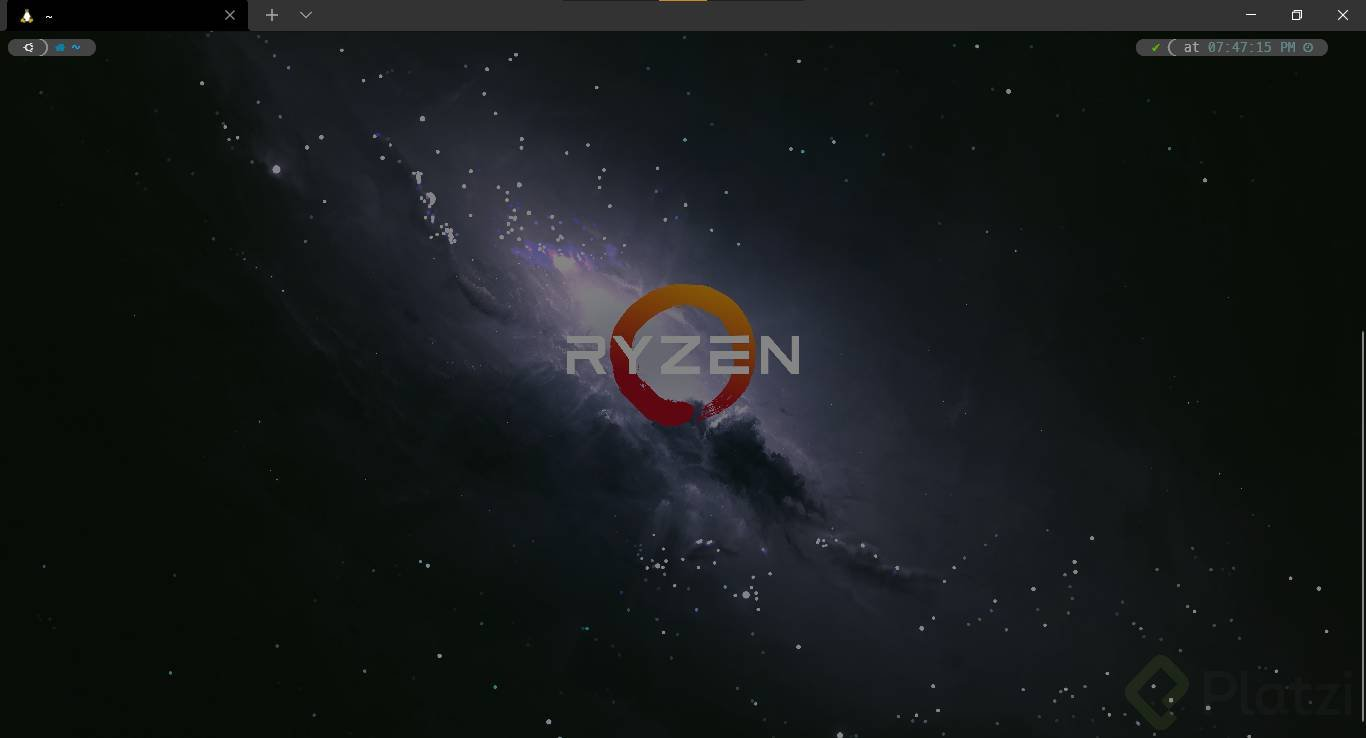 ~
~
at 07:47:15 PM
RYZEN
Platzi